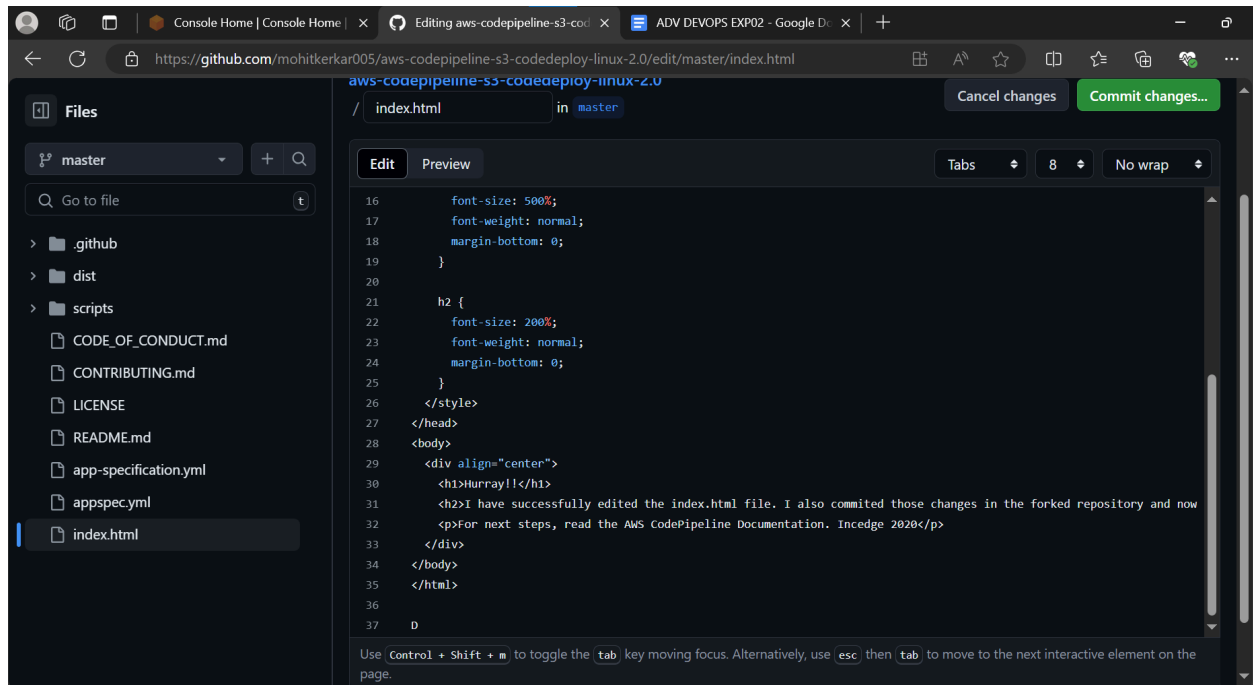 Console Home | Console Home |
Editing aws-codepipeline-s3-cod
ADV DEVOPS EXP02 - Google Do
https://github.com/mohitkerkar005/aws-codepipeline-s3-codedeploy-linux-2.0/edit/master/index.html
aws-codepipeline-s3-codedeploy-linux-2.0
/ index.html in master
Cancel changes
Commit changes...
Files
master
Go to file
t
.github
dist
scripts
CODE_OF_CONDUCT.md
CONTRIBUTING.md
LICENSE
README.md
app-specification.yml
appspec.yml
index.html
Edit Preview
Tabs 8 No wrap
16 font-size: 500%;
17 font-weight: normal;
18 margin-bottom: 0;
19 }
20
21 h2 {
22 font-size: 200%;
23 font-weight: normal;
24 margin-bottom: 0;
25 }
26 </style>
27 </head>
28 <body>
29 <div align="center">
30 <h1>Hurray!!</h1>
31 <h2>I have successfully edited the index.html file. I also commited those changes in the forked repository and now
32 <p>For next steps, read the AWS CodePipeline Documentation. Incedge 2020</p>
33 </div>
34 </body>
35 </html>
36
37 D
Use Control + Shift + m to toggle the tab key moving focus. Alternatively, use esc then tab to move to the next interactive element on the
page.